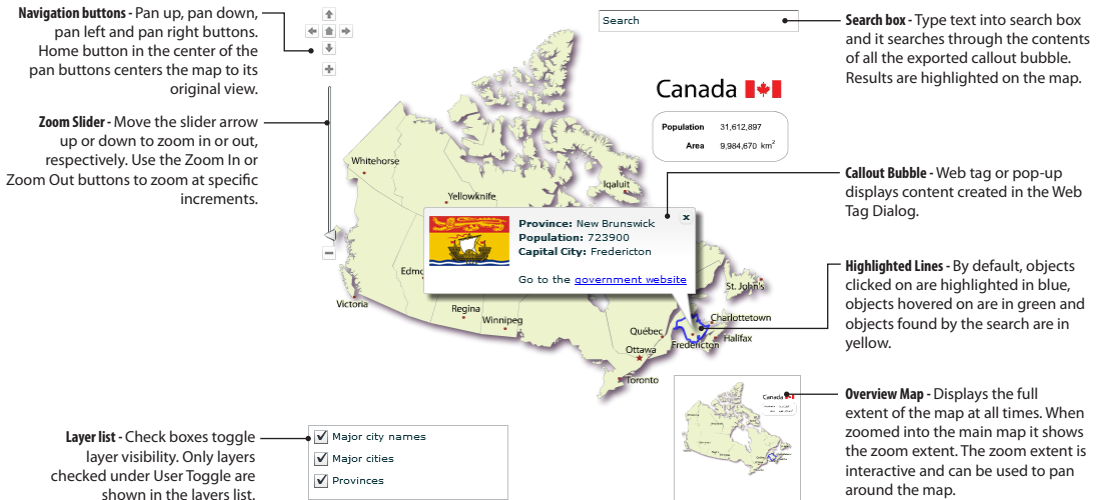 Navigation buttons - Pan up, pan down,
pan left and pan right buttons.
Home button in the center of the
pan buttons centers the map to its
original view.
Zoom Slider - Move the slider arrow
up or down to zoom in or out,
respectively. Use the Zoom In or
Zoom Out buttons to zoom at specific
increments.
Layer list - Check boxes toggle
layer visibility. Only layers
checked under User Toggle are
shown in the layers list.
Search
Canada
Population 31,612,897
Area 9,984,670 km²
Whitehorse
Yellowknife
Iqaluit
Province: New Brunswick
Population: 723900
Capital City: Fredericton
Go to the government website
x
Edmo
Victoria
Regina
Winnipeg
St. John's
Charlottetown
Québec
Halifax
Fredericton
Ottawa
Toronto
Major city names
Major cities
Provinces
Canada
Search box - Type text into search box
and it searches through the contents
of all the exported callout bubble.
Results are highlighted on the map.
Callout Bubble - Web tag or pop-up
displays content created in the Web
Tag Dialog.
Highlighted Lines - By default, objects
clicked on are highlighted in blue,
objects hovered on are in green and
objects found by the search are in
yellow.
Overview Map - Displays the full
extent of the map at all times. When
zoomed into the main map it shows
the zoom extent. The zoom extent is
interactive and can be used to pan
around the map.